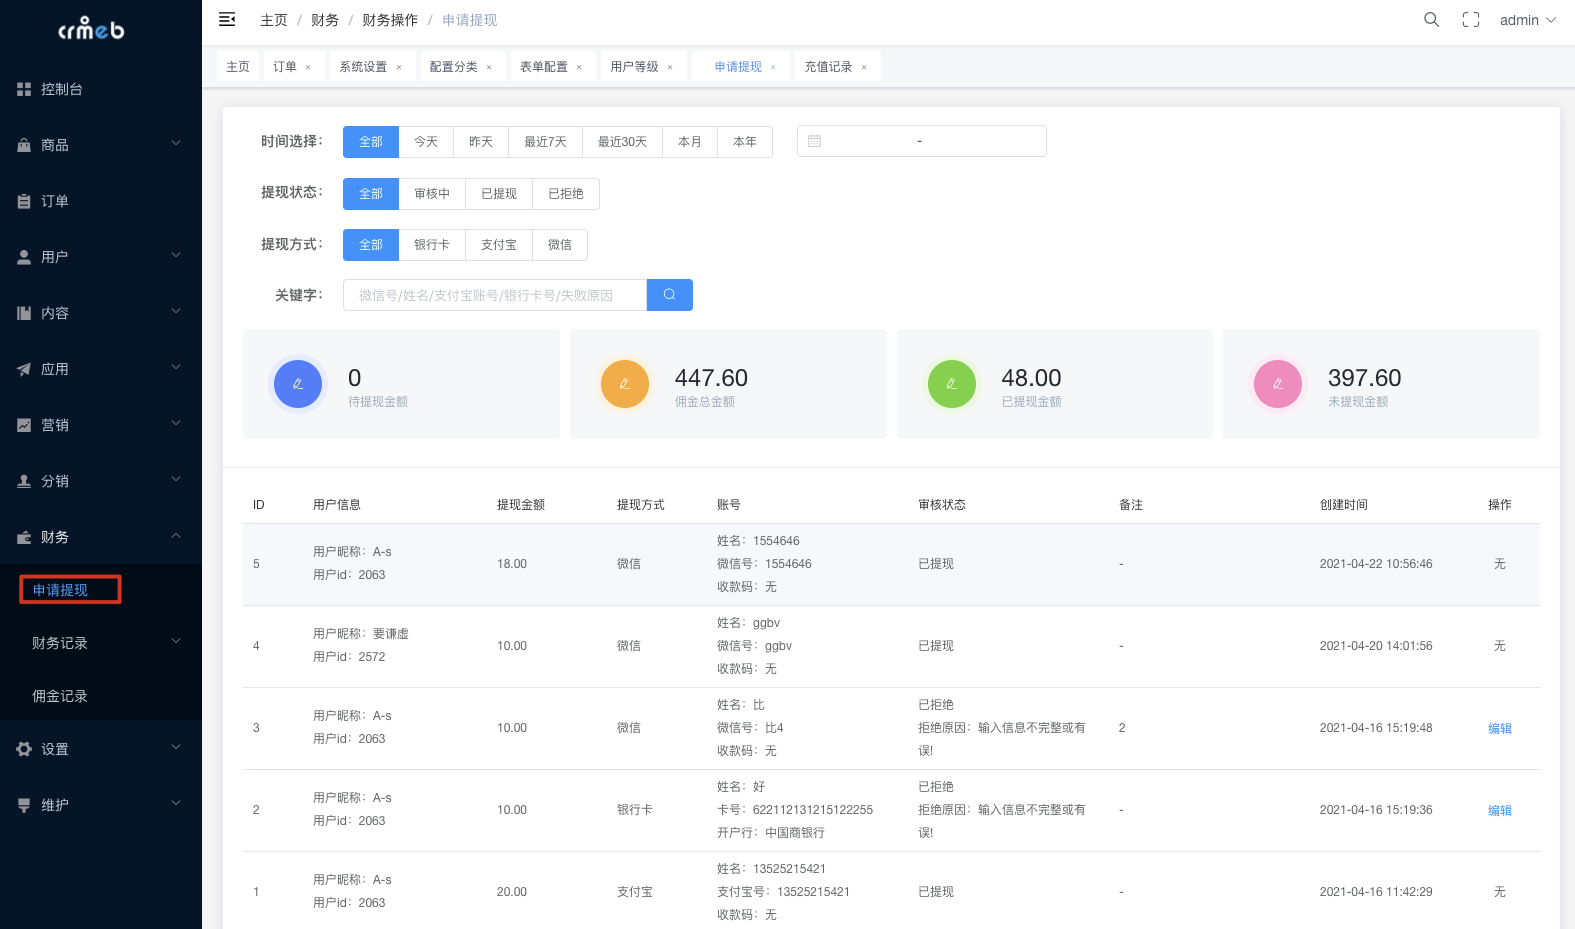 crmeb
主页 / 财务 / 财务操作 / 申请提现
admin
主页
订单 ×
系统设置 ×
配置分类 ×
表单配置 ×
用户等级 ×
申请提现 ×
充值记录 ×
控制台
商品
订单
用户
内容
应用
营销
分销
财务
申请提现
财务记录
佣金记录
设置
维护
时间选择： 全部 今天 昨天 最近7天 最近30天 本月 本年 -
提现状态： 全部 审核中 已提现 已拒绝
提现方式： 全部 银行卡 支付宝 微信
关键字： 微信号/姓名/支付宝账号/银行卡号/失败原因
0
待提现金额
447.60
佣金总金额
48.00
已提现金额
397.60
未提现金额
ID 用户信息 提现金额 提现方式 账号 审核状态 备注 创建时间 操作
5
用户昵称：A-s
用户id：2063
18.00
微信
姓名：1554646
微信号：1554646
收款码：无
已提现
-
2021-04-22 10:56:46
无
4
用户昵称：要谦虚
用户id：2572
10.00
微信
姓名：ggbv
微信号：ggbv
收款码：无
已提现
-
2021-04-20 14:01:56
无
3
用户昵称：A-s
用户id：2063
10.00
微信
姓名：比
微信号：比4
收款码：无
已拒绝
拒绝原因：输入信息不完整或有
误!
2
2021-04-16 15:19:48
编辑
2
用户昵称：A-s
用户id：2063
10.00
银行卡
姓名：好
卡号：622112131215122255
开户行：中国商银行
已拒绝
拒绝原因：输入信息不完整或有
误!
-
2021-04-16 15:19:36
编辑
1
用户昵称：A-s
用户id：2063
20.00
支付宝
姓名：13525215421
支付宝号：13525215421
收款码：无
已提现
-
2021-04-16 11:42:29
无